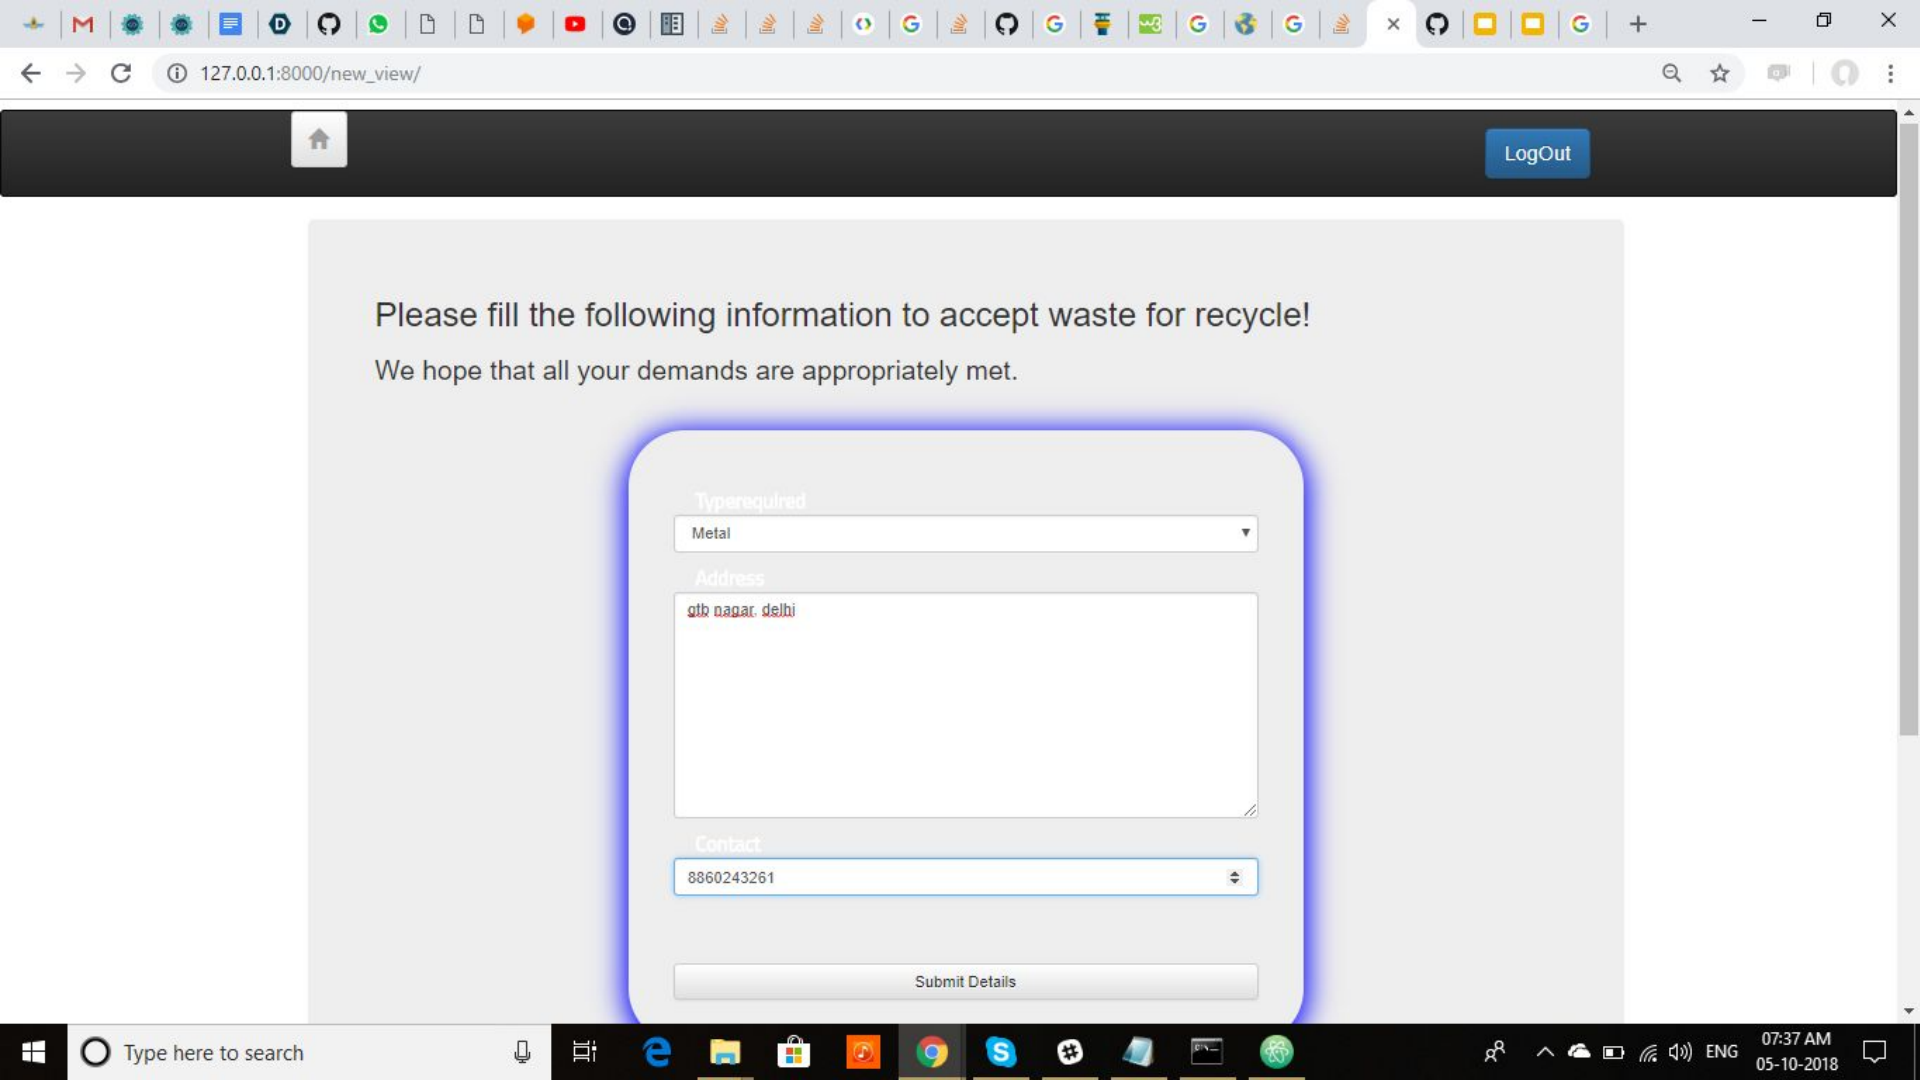 127.0.0.1:8000/new_view/
LogOut
Please fill the following information to accept waste for recycle!
We hope that all your demands are appropriately met.
Typerequired
Metal
Address
gtb nagar, delhi
Contact
8860243261
Submit Details
Type here to search
ENG
07:37 AM
05-10-2018